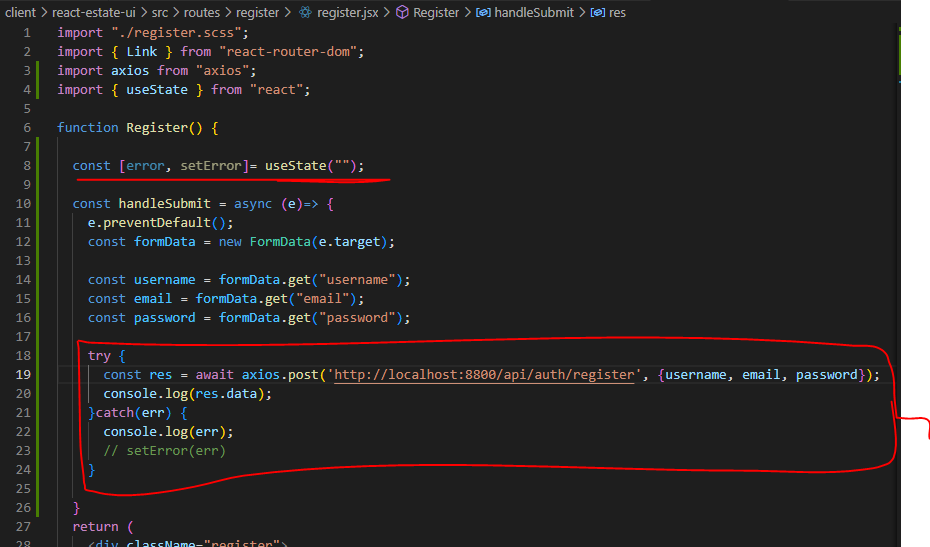 client > react-estate-ui > src > routes > register > register.jsx > Register > handleSubmit > res
1 import "./register.scss";
2 import { Link } from "react-router-dom";
3 import axios from "axios";
4 import { useState } from "react";
5
6 function Register() {
7
8 const [error, setError]= useState("");
9
10 const handleSubmit = async (e)=> {
11 e.preventDefault();
12 const formData = new FormData(e.target);
13
14 const username = formData.get("username");
15 const email = formData.get("email");
16 const password = formData.get("password");
17
18 try {
19 const res = await axios.post('http://localhost:8800/api/auth/register', {username, email, password});
20 console.log(res.data);
21 }catch(err) {
22 console.log(err);
23 // setError(err)
24 }
25
26 }
27 return (
28 <div className="register">